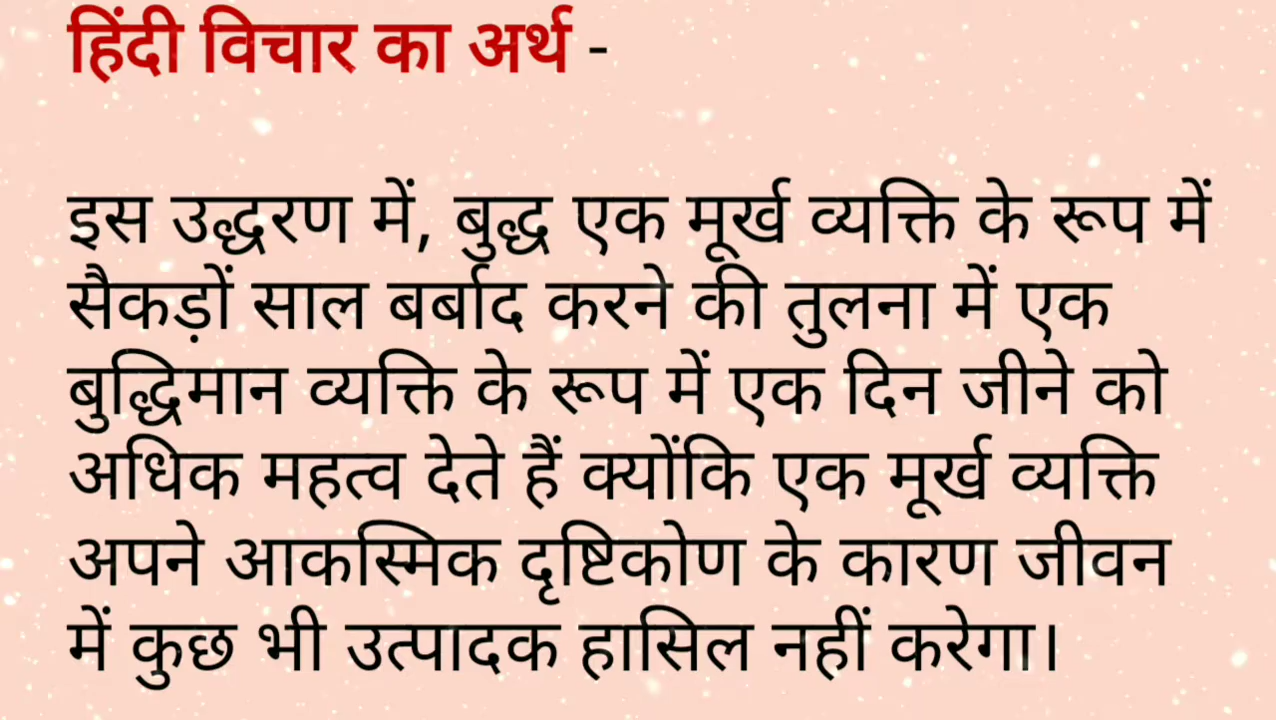 हिंदी विचार का अर्थ -
इस उद्धरण में, बुद्ध एक मूर्ख व्यक्ति के रूप में
सैकड़ों साल बर्बाद करने की तुलना में एक
बुद्धिमान व्यक्ति के रूप में एक दिन जीने को
अधिक महत्व देते हैं क्योंकि एक मूर्ख व्यक्ति
अपने आकस्मिक दृष्टिकोण के कारण जीवन
में कुछ भी उत्पादक हासिल नहीं करेगा।